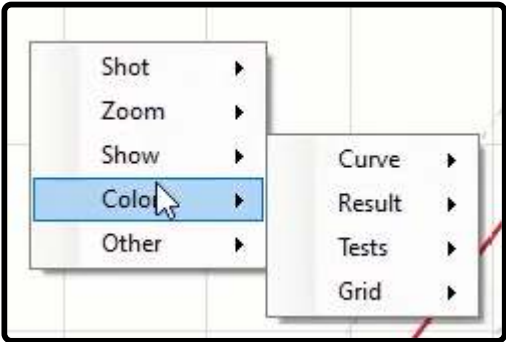 Shot
Zoom
Show
Color
Other
Curve
Result
Tests
Grid